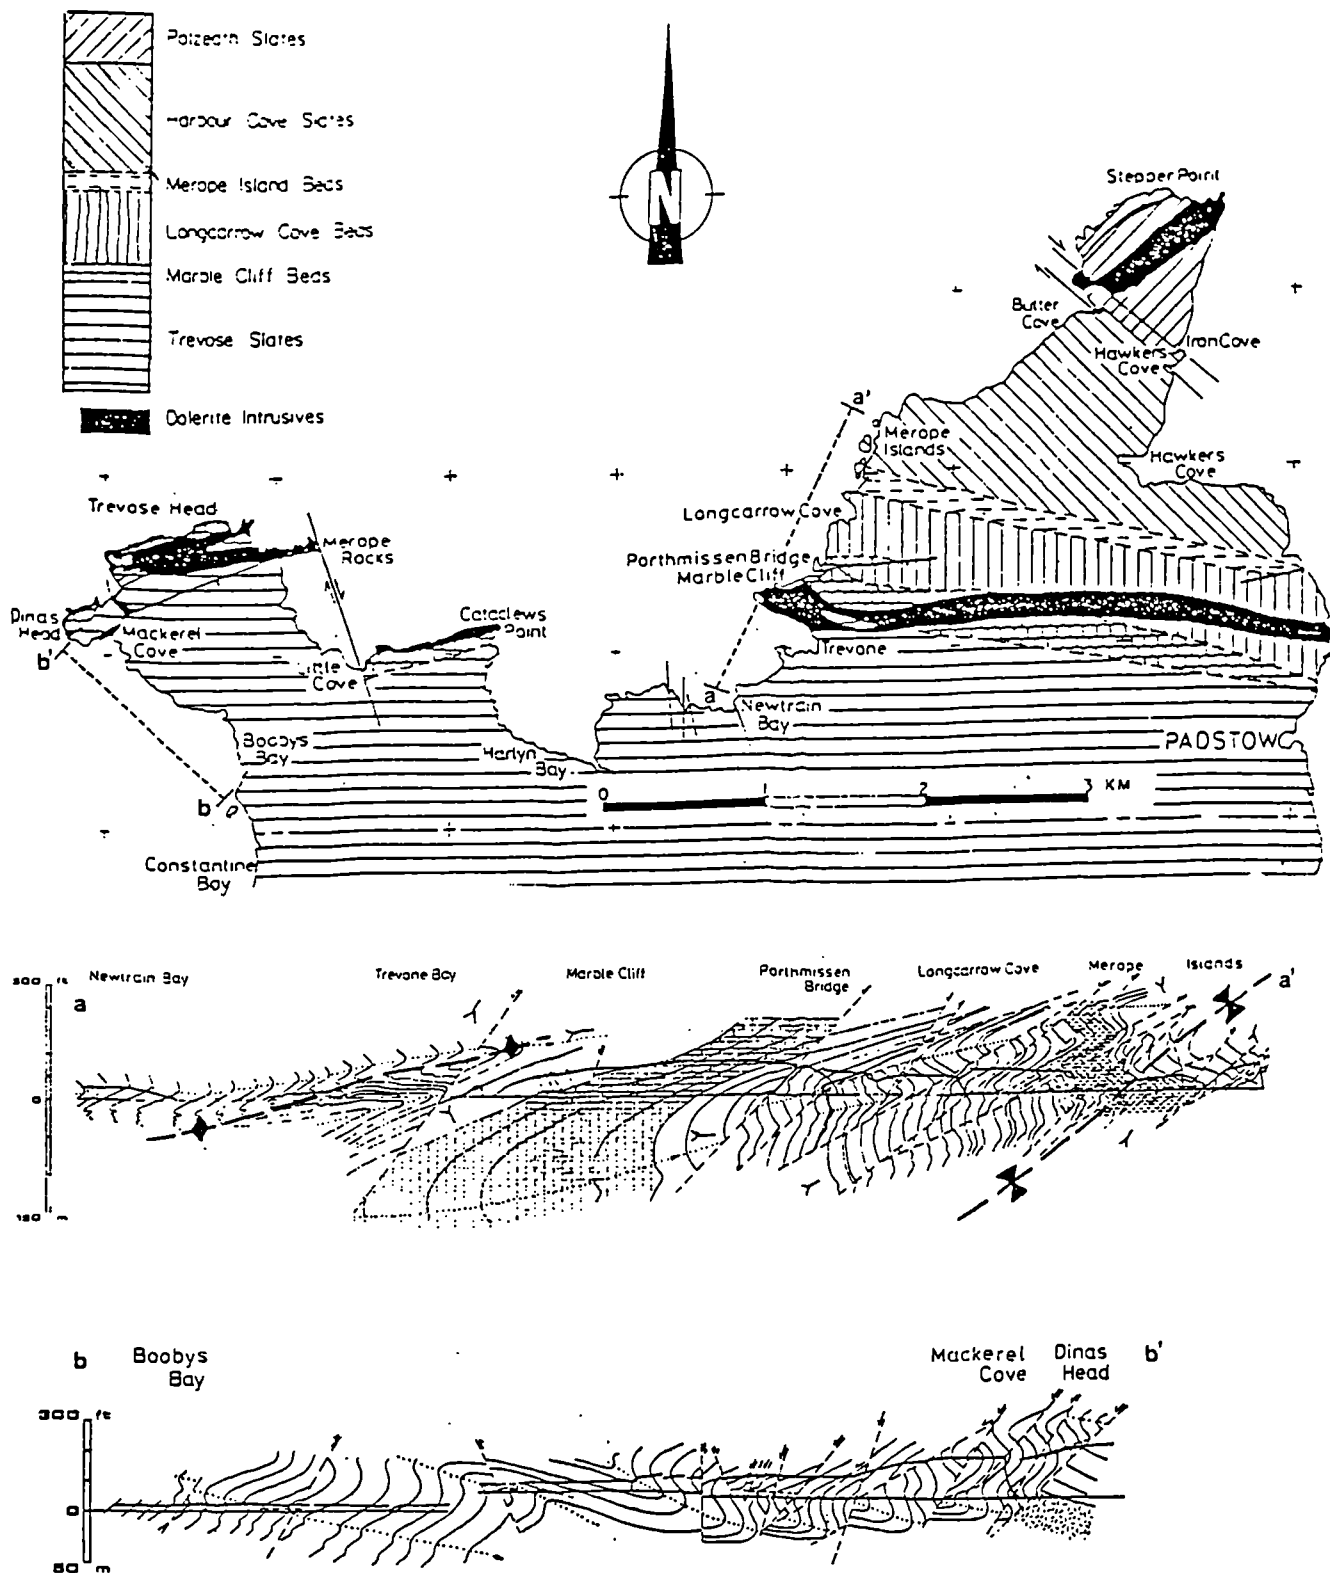 Polzeath Slates
Harbour Cove Slates
Merope Island Beds
Longcarrow Cove Beds
Marble Cliff Beds
Trevose Slates
Dolerite Intrusives
N
Stepper Point
Butter
Cove
Iron Cove
Hawkers
Cove
a'
Merope
Islands
Hawkers
Cove
Trevose Head
Merope
Rocks
Longcarrow Cove
Porthmissen Bridge
Marble Cliff
Dinas
Head
b'
Mackerel
Cove
Cataclews
Point
Cove
Trevone
a
Newtrain
Bay
Boobys
Bay
Harlyn
Bay
PADSTOW
0 1 2 3 KM
b
Constantine
Bay
300 ft
Newtrain Bay
Trevone Bay
Marble Cliff
Porthmissen
Bridge
Longcarrow Cove
Merope Islands
a
a'
0
m
b
Boobys
Bay
Mackerel
Cove
Dinas
Head
b'
300 ft
0
50 m